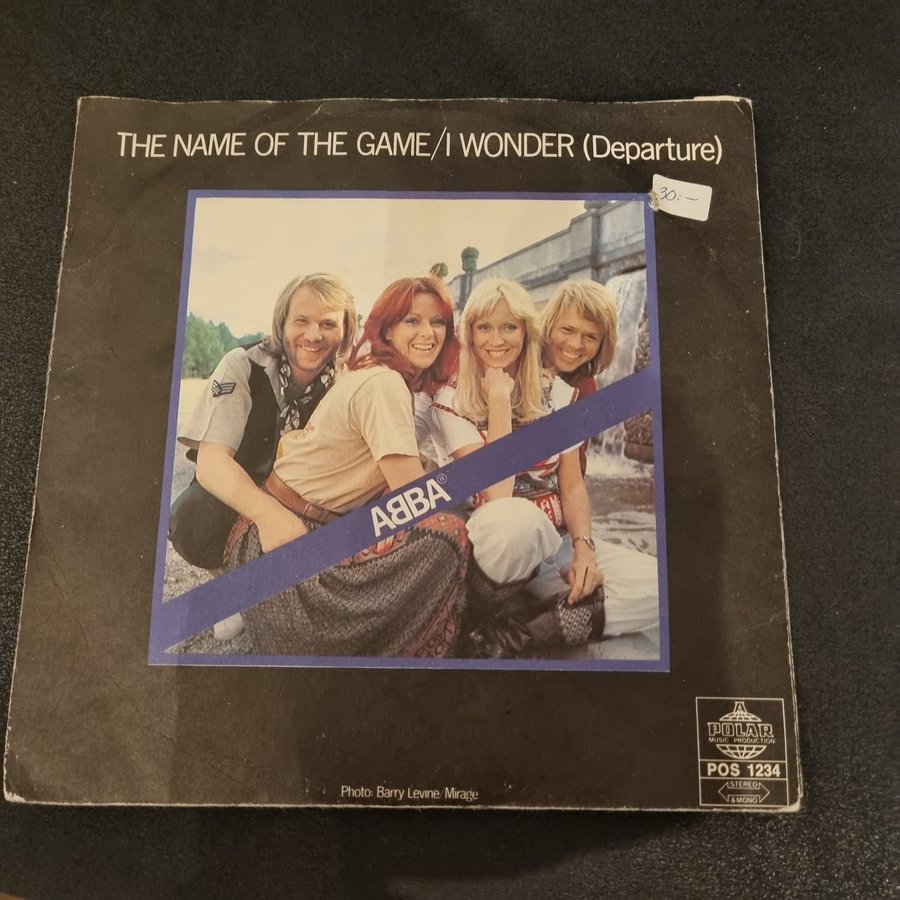 THE NAME OF THE GAME/I WONDER (Departure)
30:-
ABBA®
A
POLAR
MUSIC PRODUCTION
POS 1234
STEREO
& MONO
Photo: Barry Levine/Mirage